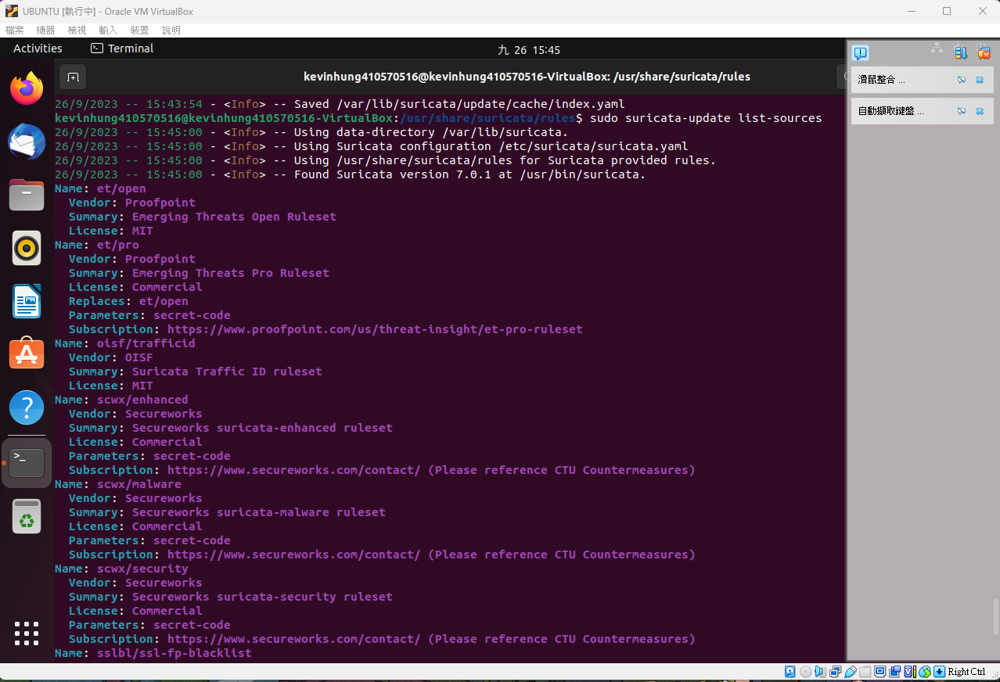 UBUNTU [執行中] - Oracle VM VirtualBox
檔案 機器 檢視 輸入 裝置 說明
Activities Terminal 九 26 15:45
kevinhung410570516@kevinhung410570516-VirtualBox: /usr/share/suricata/rules
滑鼠整合 ...
自動擷取鍵盤 ...
26/9/2023 -- 15:43:54 - <Info> -- Saved /var/lib/suricata/update/cache/index.yaml
kevinhung410570516@kevinhung410570516-VirtualBox:/usr/share/suricata/rules$ sudo suricata-update list-sources
26/9/2023 -- 15:45:00 - <Info> -- Using data-directory /var/lib/suricata.
26/9/2023 -- 15:45:00 - <Info> -- Using Suricata configuration /etc/suricata/suricata.yaml
26/9/2023 -- 15:45:00 - <Info> -- Using /usr/share/suricata/rules for Suricata provided rules.
26/9/2023 -- 15:45:00 - <Info> -- Found Suricata version 7.0.1 at /usr/bin/suricata.
Name: et/open
Vendor: Proofpoint
Summary: Emerging Threats Open Ruleset
License: MIT
Name: et/pro
Vendor: Proofpoint
Summary: Emerging Threats Pro Ruleset
License: Commercial
Replaces: et/open
Parameters: secret-code
Subscription: https://www.proofpoint.com/us/threat-insight/et-pro-ruleset
Name: oisf/trafficid
Vendor: OISF
Summary: Suricata Traffic ID ruleset
License: MIT
Name: scwx/enhanced
Vendor: Secureworks
Summary: Secureworks suricata-enhanced ruleset
License: Commercial
Parameters: secret-code
Subscription: https://www.secureworks.com/contact/ (Please reference CTU Countermeasures)
Name: scwx/malware
Vendor: Secureworks
Summary: Secureworks suricata-malware ruleset
License: Commercial
Parameters: secret-code
Subscription: https://www.secureworks.com/contact/ (Please reference CTU Countermeasures)
Name: scwx/security
Vendor: Secureworks
Summary: Secureworks suricata-security ruleset
License: Commercial
Parameters: secret-code
Subscription: https://www.secureworks.com/contact/ (Please reference CTU Countermeasures)
Name: sslbl/ssl-fp-blacklist
Right Ctrl